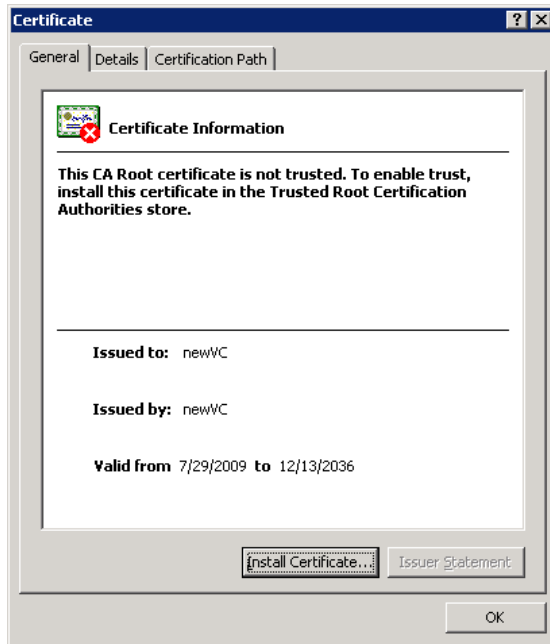 Certificate
General Details Certification Path
Certificate Information
This CA Root certificate is not trusted. To enable trust,
install this certificate in the Trusted Root Certification
Authorities store.
Issued to: newVC
Issued by: newVC
Valid from 7/29/2009 to 12/13/2036
Install Certificate... Issuer Statement
OK